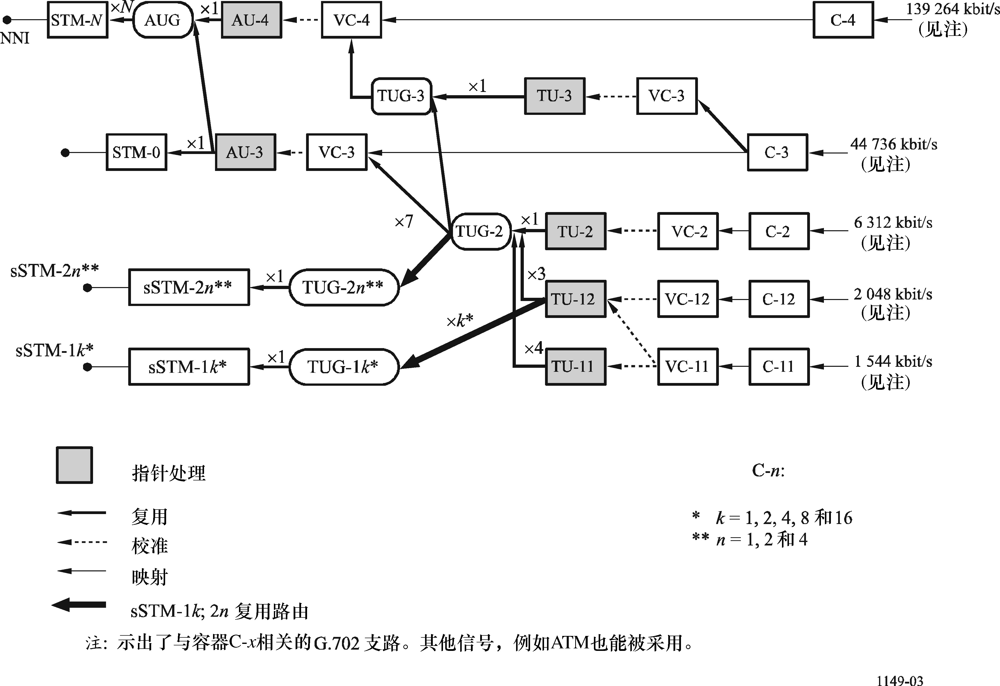 STM-N ×N AUG ×1 AU-4 VC-4 C-4 139 264 kbit/s
NNI (见注)
TUG-3 ×1 TU-3 VC-3
STM-0 ×1 AU-3 VC-3 C-3 44 736 kbit/s
(见注)
×7 TUG-2 ×1 TU-2 VC-2 C-2 6 312 kbit/s
(见注)
sSTM-2n**
sSTM-2n** ×1 TUG-2n** ×3
TU-12 VC-12 C-12 2 048 kbit/s
(见注)
×k*
sSTM-1k*
sSTM-1k* ×1 TUG-1k* ×4 TU-11 VC-11 C-11 1 544 kbit/s
(见注)
指针处理 C-n:
复用 * k = 1, 2, 4, 8 和16
校准 ** n = 1, 2 和 4
映射
sSTM-1k; 2n 复用路由
注: 示出了与容器C-x相关的G.702 支路。其他信号，例如ATM也能被采用。
1149-03